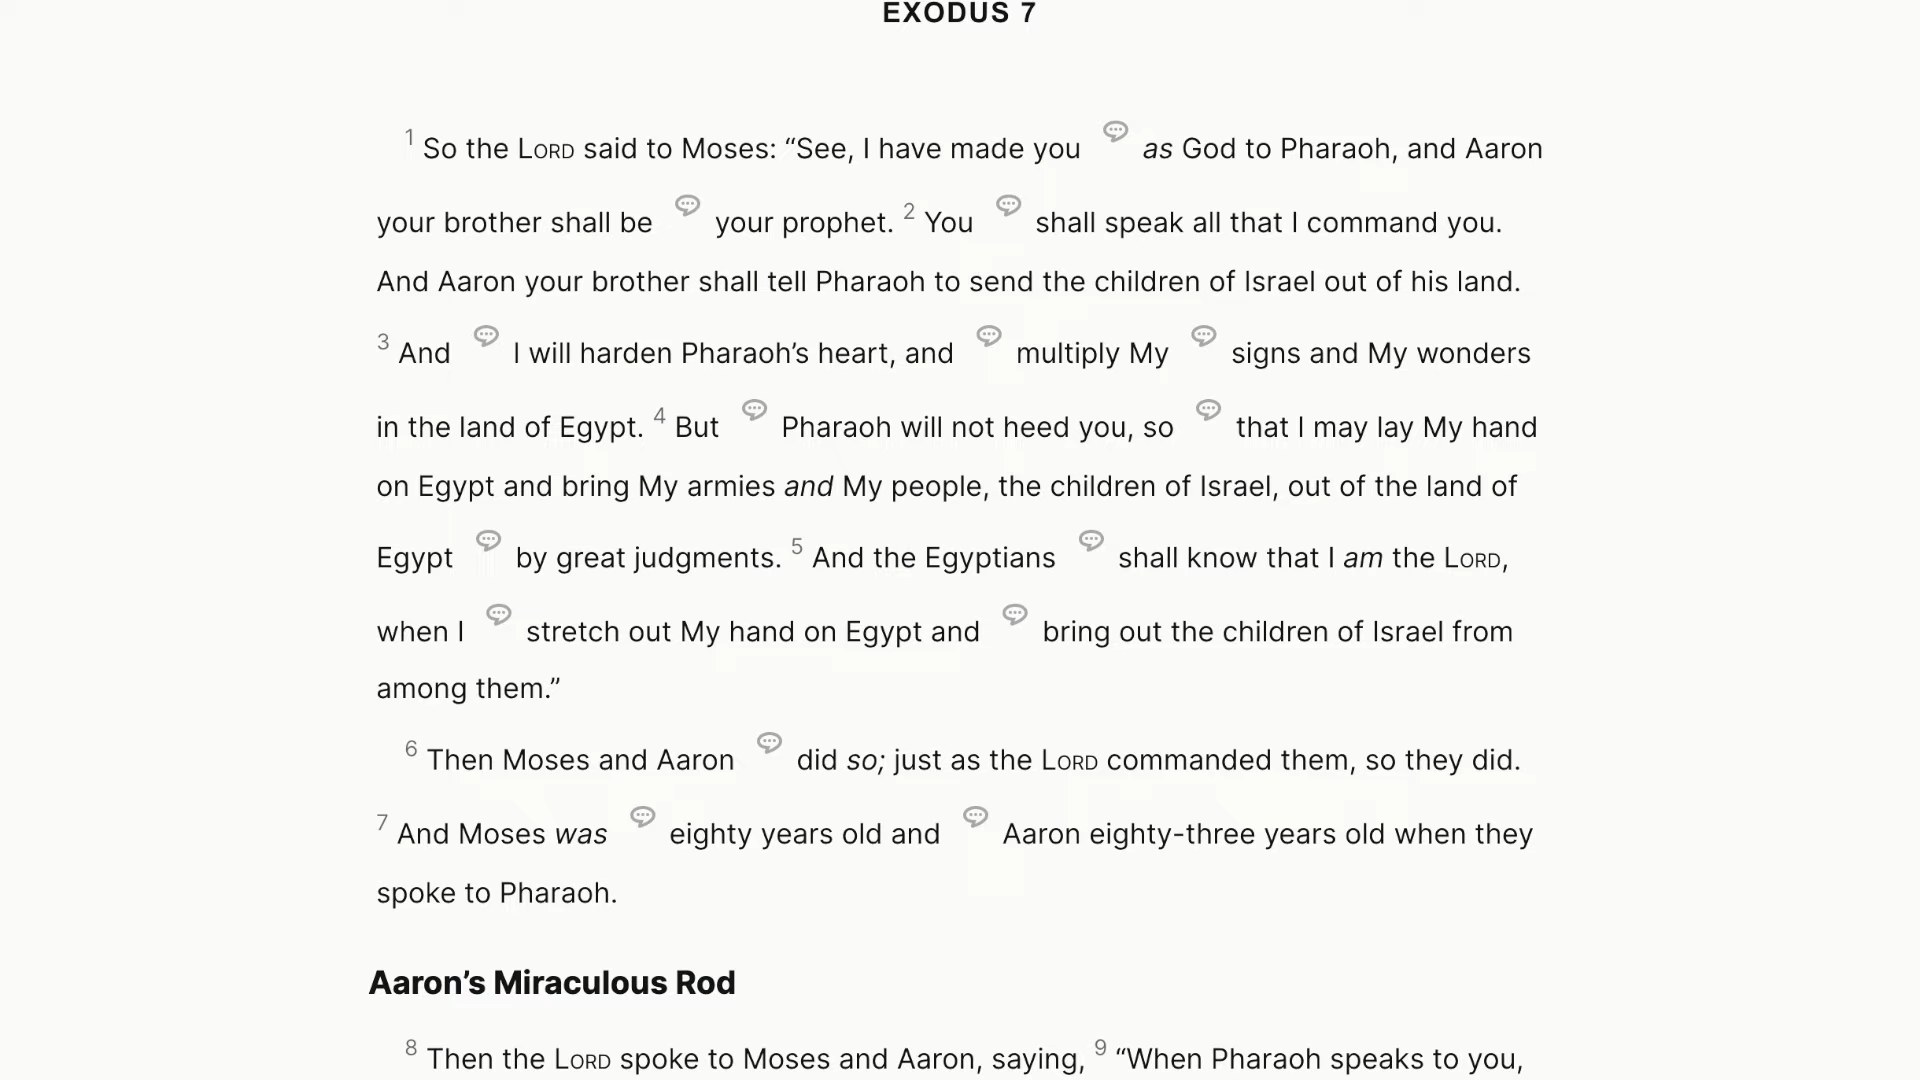 EXODUS 7
1 So the LORD said to Moses: “See, I have made you as God to Pharaoh, and Aaron
your brother shall be your prophet. 2 You shall speak all that I command you.
And Aaron your brother shall tell Pharaoh to send the children of Israel out of his land.
3 And I will harden Pharaoh’s heart, and multiply My signs and My wonders
in the land of Egypt. 4 But Pharaoh will not heed you, so that I may lay My hand
on Egypt and bring My armies and My people, the children of Israel, out of the land of
Egypt by great judgments. 5 And the Egyptians shall know that I am the LORD,
when I stretch out My hand on Egypt and bring out the children of Israel from
among them.”
6 Then Moses and Aaron did so; just as the LORD commanded them, so they did.
7 And Moses was eighty years old and Aaron eighty-three years old when they
spoke to Pharaoh.
Aaron’s Miraculous Rod
8 Then the LORD spoke to Moses and Aaron, saying, 9 “When Pharaoh speaks to you,